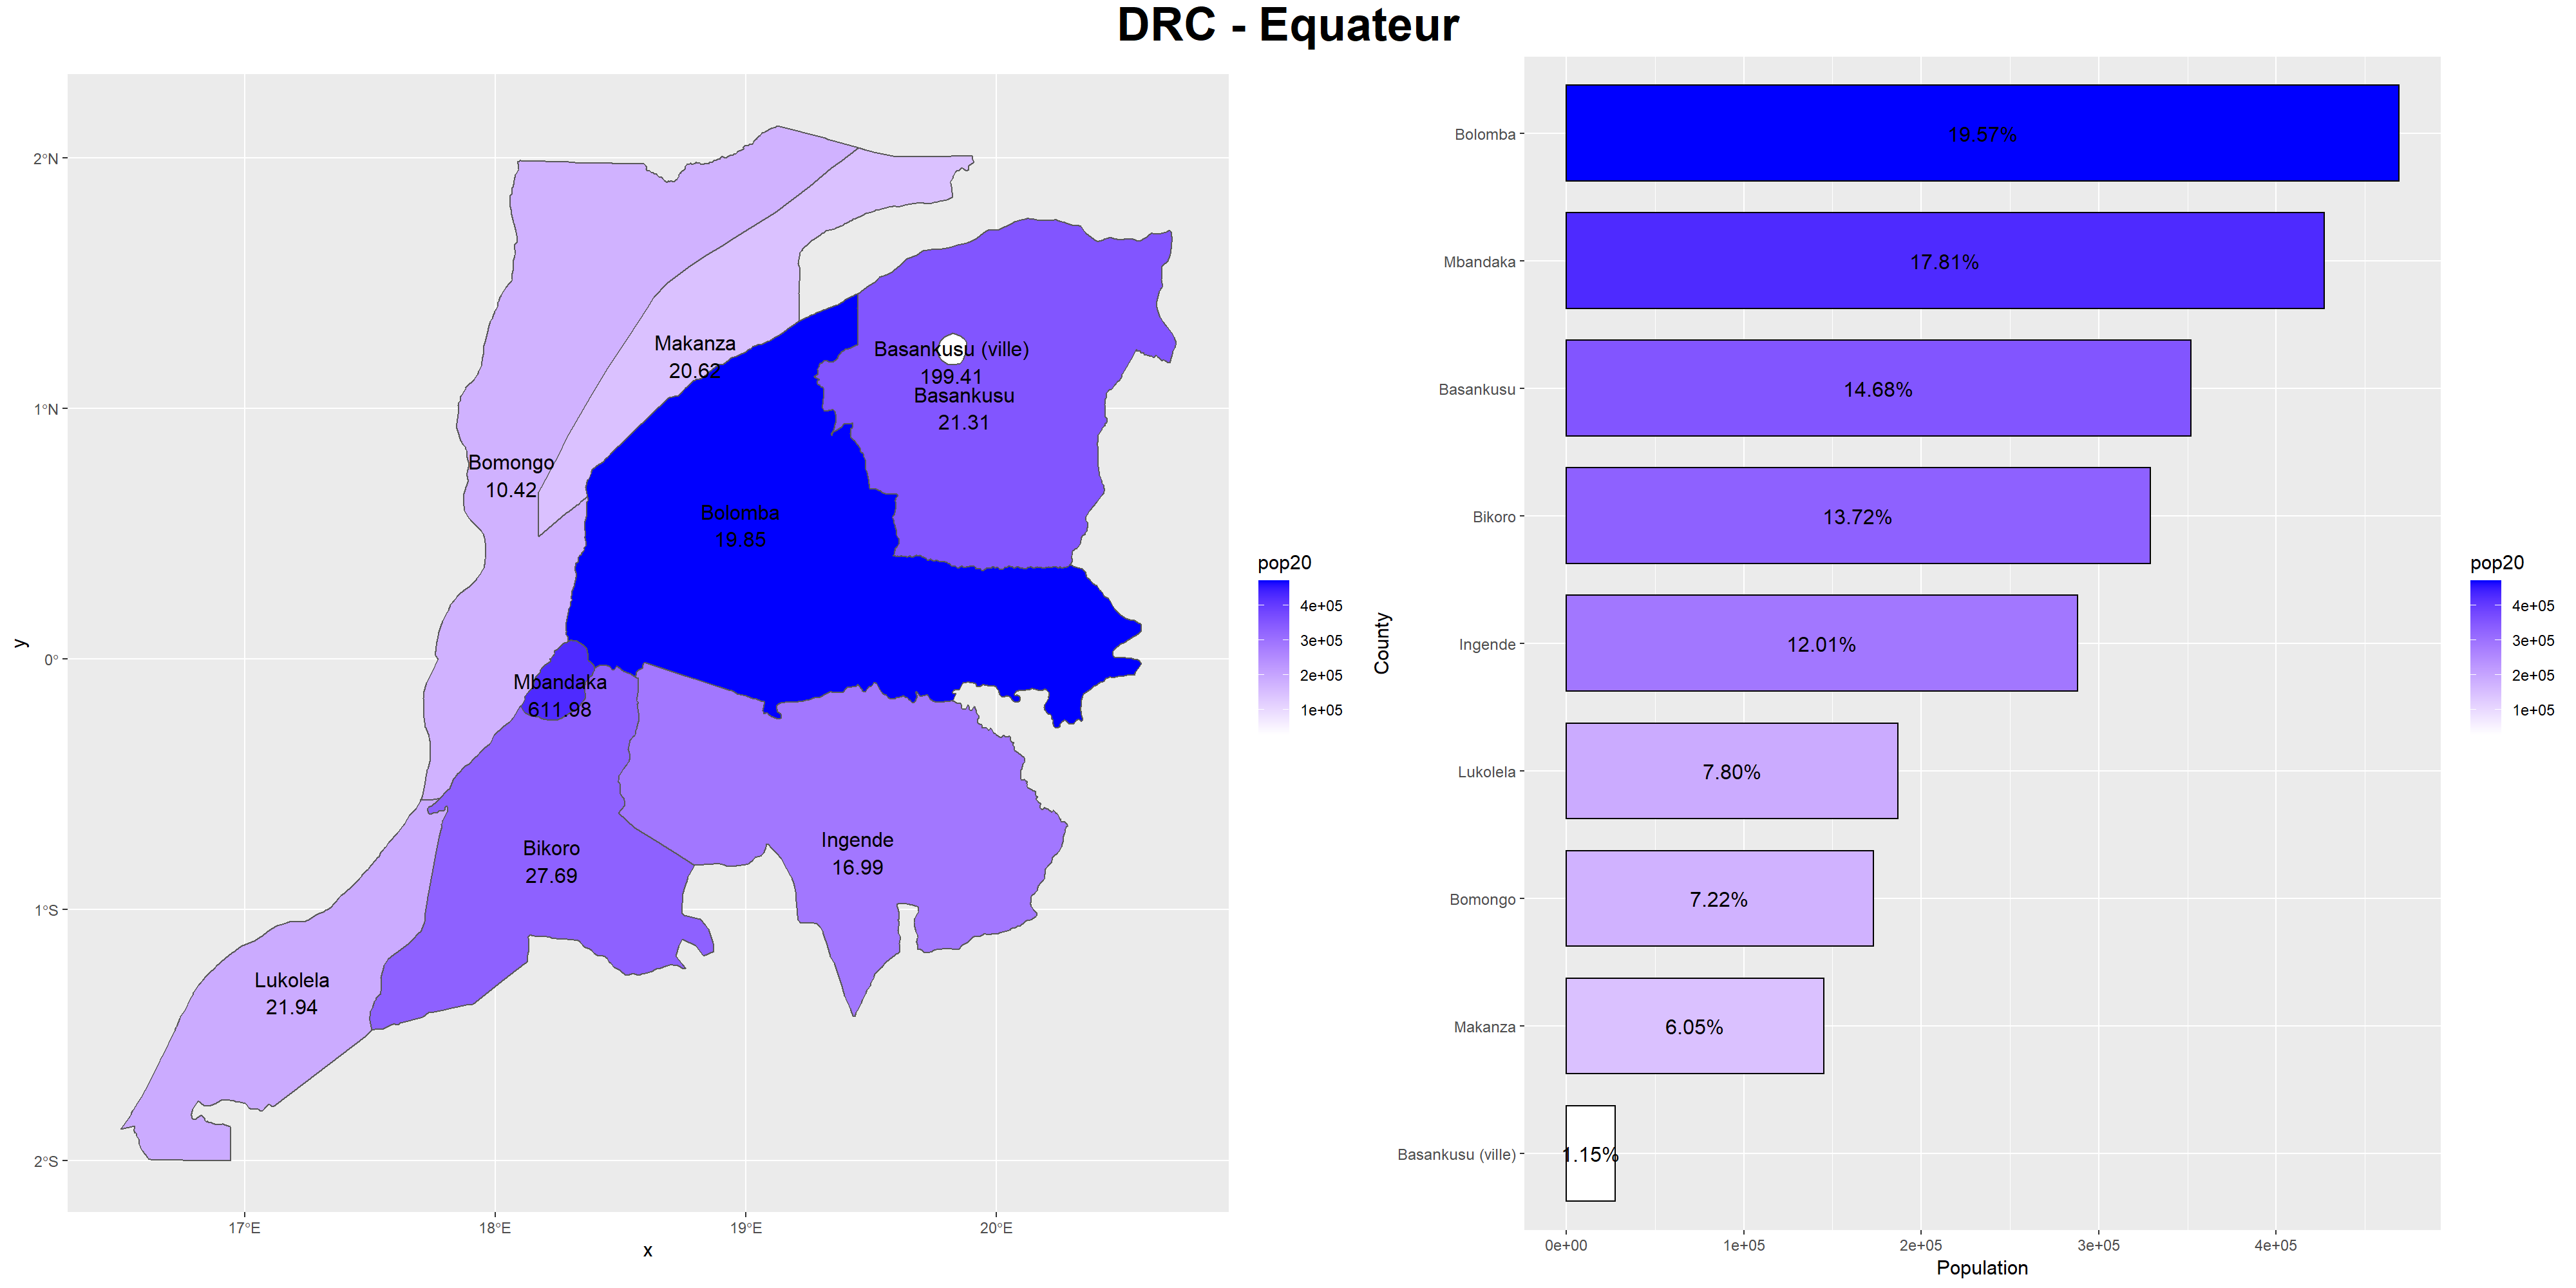 DRC - Equateur
2°N
1°N
0°
1°S
2°S
y
17°E
18°E
19°E
20°E
x
Makanza
20.62
Basankusu (ville)
199.41
Basankusu
21.31
Bomongo
10.42
Bolomba
19.85
Mbandaka
611.98
Bikoro
27.69
Ingende
16.99
Lukolela
21.94
pop20
4e+05
3e+05
2e+05
1e+05
County
Bolomba
19.57%
Mbandaka
17.81%
Basankusu
14.68%
Bikoro
13.72%
Ingende
12.01%
Lukolela
7.80%
Bomongo
7.22%
Makanza
6.05%
Basankusu (ville)
1.15%
0e+00
1e+05
2e+05
3e+05
4e+05
Population
pop20
4e+05
3e+05
2e+05
1e+05